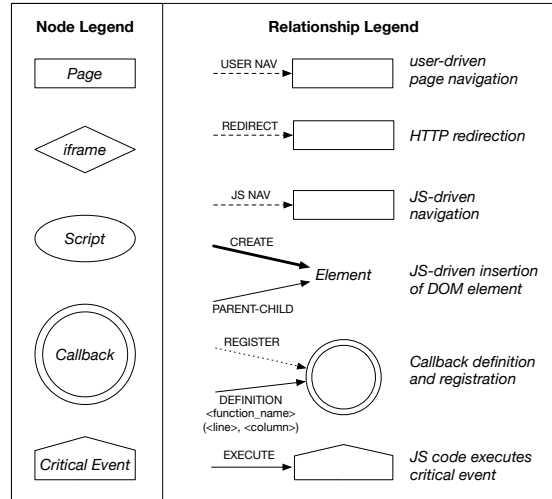 Node Legend
Page
iframe
Script
Callback
Critical Event
Relationship Legend
USER NAV
user-driven
page navigation
REDIRECT
HTTP redirection
JS NAV
JS-driven
navigation
CREATE
Element
PARENT-CHILD
JS-driven insertion
of DOM element
REGISTER
DEFINITION
<function_name>
(<line>, <column>)
Callback definition
and registration
EXECUTE
JS code executes
critical event